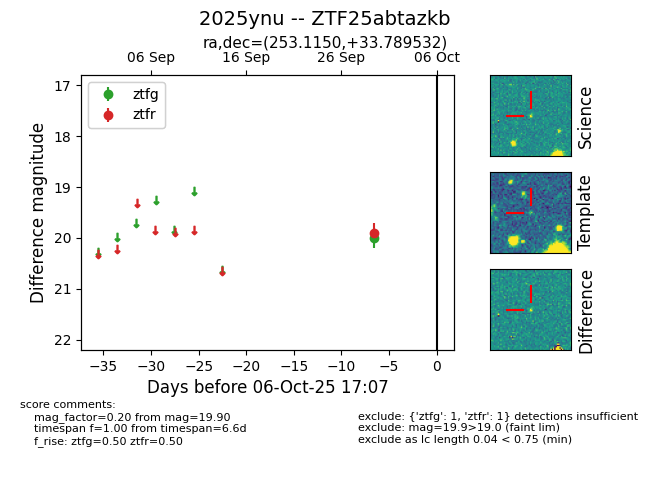 2025ynu -- ZTF25abtazkb
ra,dec=(253.1150,+33.789532)
06 Sep
16 Sep
26 Sep
06 Oct
ztfg
ztfr
17
18
19
20
21
22
Difference magnitude
−35
−30
−25
−20
−15
−10
−5
0
Days before 06-Oct-25 17:07
Science
Template
Difference
score comments:
mag_factor=0.20 from mag=19.90
timespan f=1.00 from timespan=6.6d
f_rise: ztfg=0.50 ztfr=0.50
exclude: {'ztfg': 1, 'ztfr': 1} detections insufficient
exclude: mag=19.9>19.0 (faint lim)
exclude as lc length 0.04 < 0.75 (min)